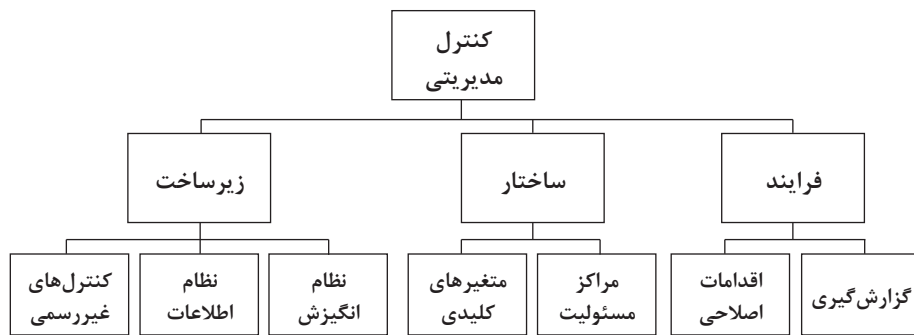 کنترل
مدیریتی
فرایند
ساختار
زیرساخت
گزارش‌گیری
اقدامات
اصلاحی
مراکز
مسئولیت
متغیرهای
کلیدی
نظام
انگیزش
نظام
اطلاعات
کنترل‌های
غیررسمی